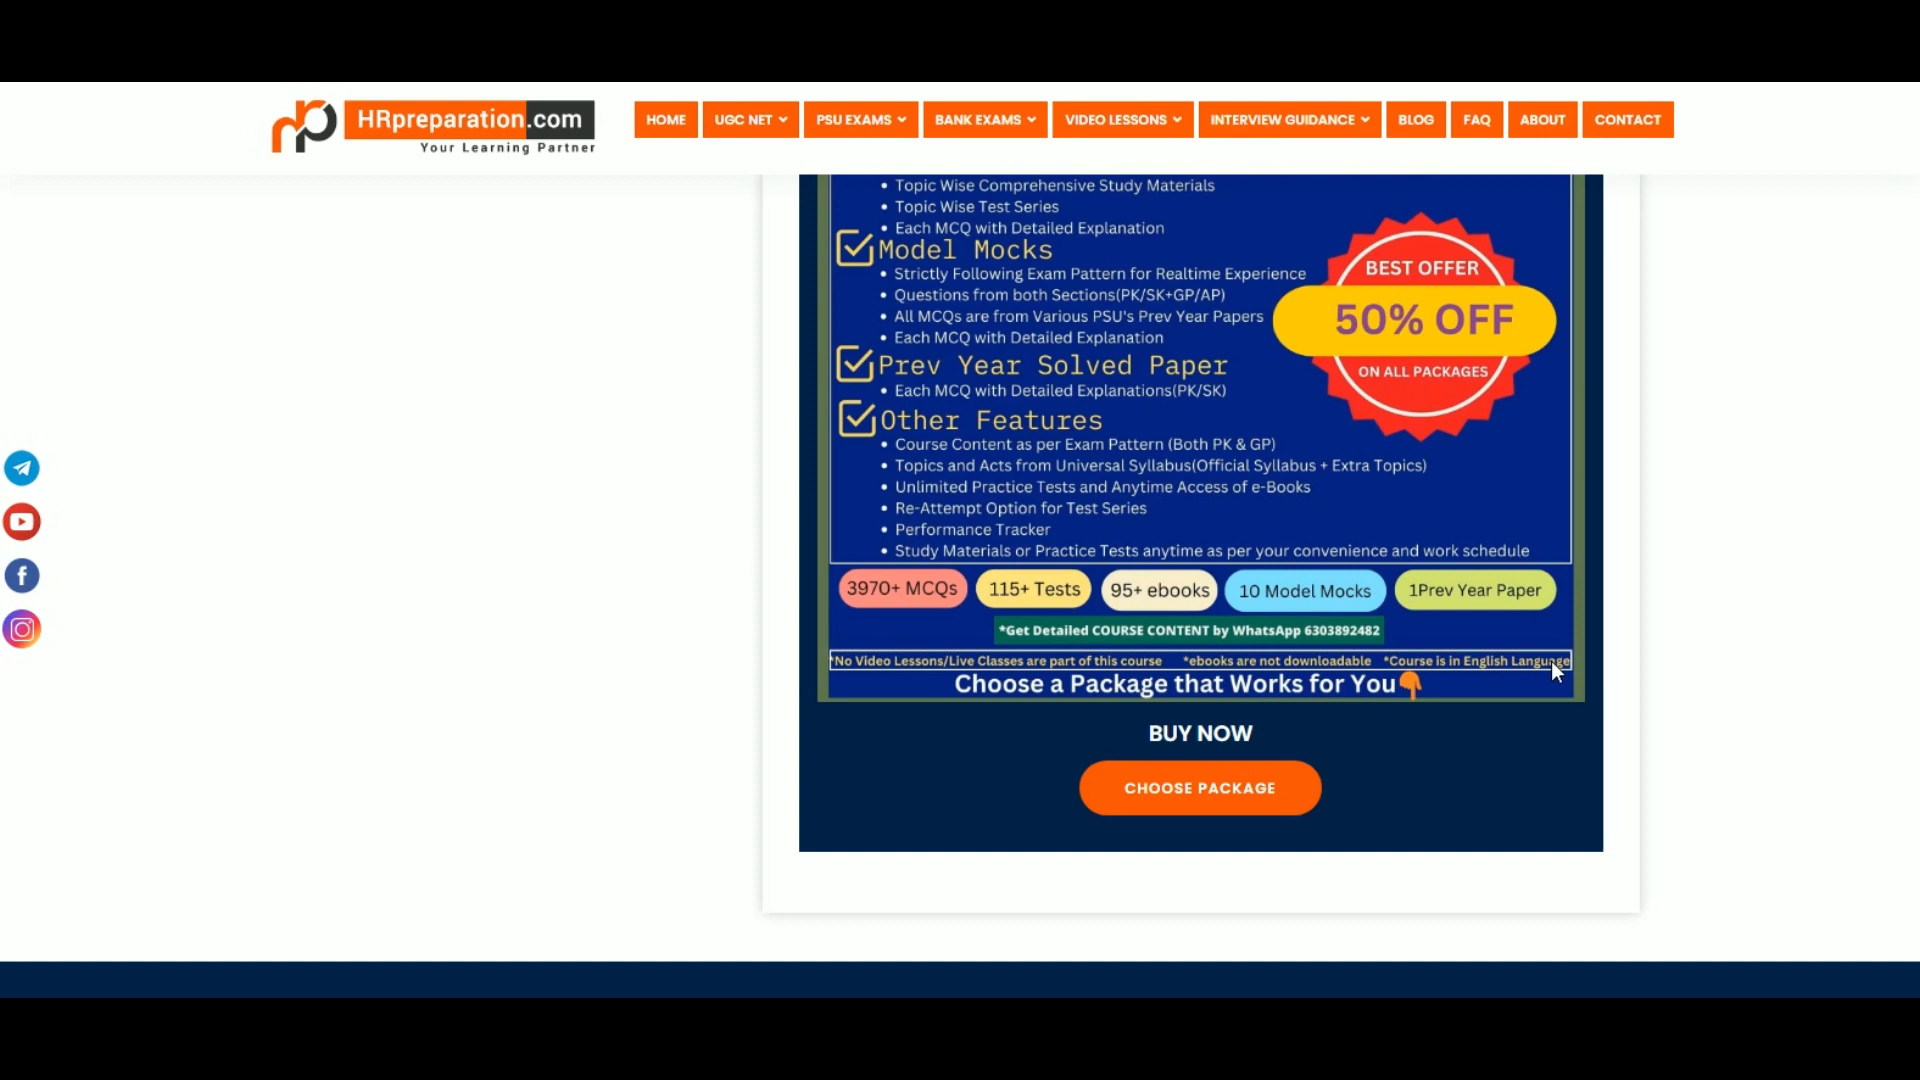 HRpreparation.com
Your Learning Partner
HOME UGC NET PSU EXAMS BANK EXAMS VIDEO LESSONS INTERVIEW GUIDANCE BLOG FAQ ABOUT CONTACT
• Topic Wise Comprehensive Study Materials
• Topic Wise Test Series
• Each MCQ with Detailed Explanation
Model Mocks
• Strictly Following Exam Pattern for Realtime Experience
• Questions from both Sections(PK/SK+GP/AP)
• All MCQs are from Various PSU's Prev Year Papers
• Each MCQ with Detailed Explanation
BEST OFFER
50% OFF
ON ALL PACKAGES
Prev Year Solved Paper
• Each MCQ with Detailed Explanations(PK/SK)
Other Features
• Course Content as per Exam Pattern (Both PK & GP)
• Topics and Acts from Universal Syllabus(Official Syllabus + Extra Topics)
• Unlimited Practice Tests and Anytime Access of e-Books
• Re-Attempt Option for Test Series
• Performance Tracker
• Study Materials or Practice Tests anytime as per your convenience and work schedule
3970+ MCQs 115+ Tests 95+ ebooks 10 Model Mocks 1Prev Year Paper
*Get Detailed COURSE CONTENT by WhatsApp 6303892482
*No Video Lessons/Live Classes are part of this course *ebooks are not downloadable *Course is in English Language
Choose a Package that Works for You
BUY NOW
CHOOSE PACKAGE